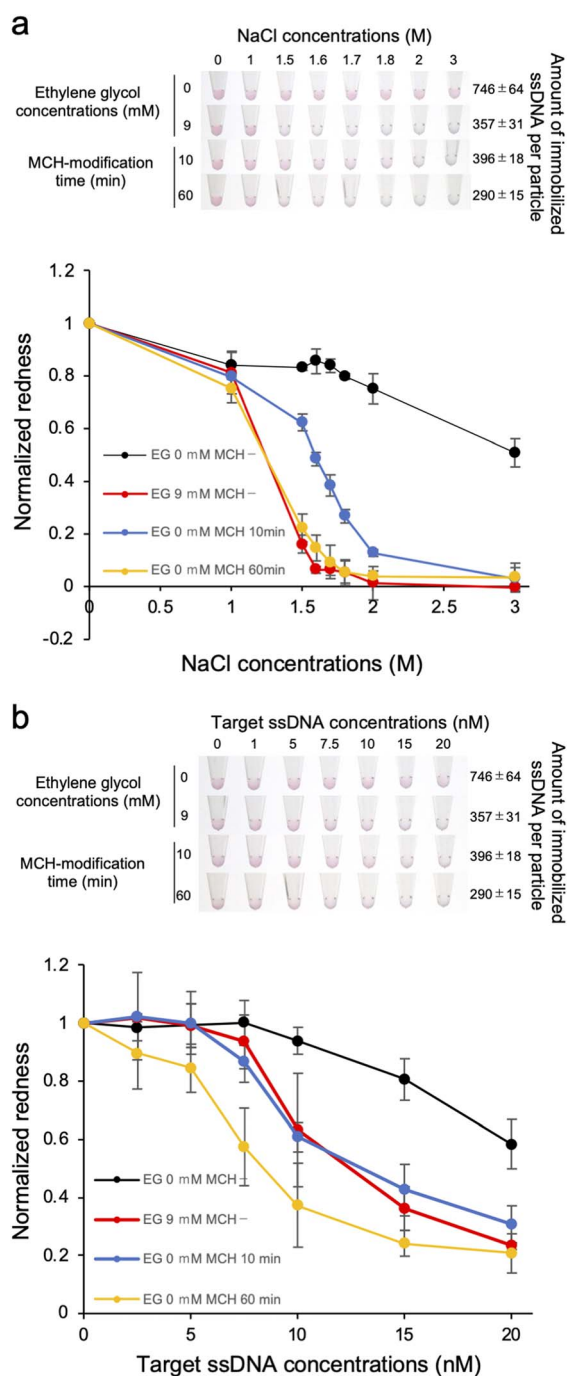 a
NaCl concentrations (M)
0 1 1.5 1.6 1.7 1.8 2 3
Ethylene glycol
concentrations (mM)
0
9
MCH-modification
time (min)
10
60
746 ± 64
357 ± 31
396 ± 18
290 ± 15
Amount of immobilized
ssDNA per particle
Normalized redness
1.2
1
0.8
0.6
0.4
0.2
0
-0.2
EG 0 mM MCH−
EG 9 mM MCH−
EG 0 mM MCH 10min
EG 0 mM MCH 60min
0 0.5 1 1.5 2 2.5 3
NaCl concentrations (M)
b
Target ssDNA concentrations (nM)
0 1 5 7.5 10 15 20
Ethylene glycol
concentrations (mM)
0
9
MCH-modification
time (min)
10
60
746 ± 64
357 ± 31
396 ± 18
290 ± 15
Amount of immobilized
ssDNA per particle
Normalized redness
1.2
1
0.8
0.6
0.4
0.2
0
EG 0 mM MCH−
EG 9 mM MCH−
EG 0 mM MCH 10 min
EG 0 mM MCH 60 min
0 5 10 15 20
Target ssDNA concentrations (nM)